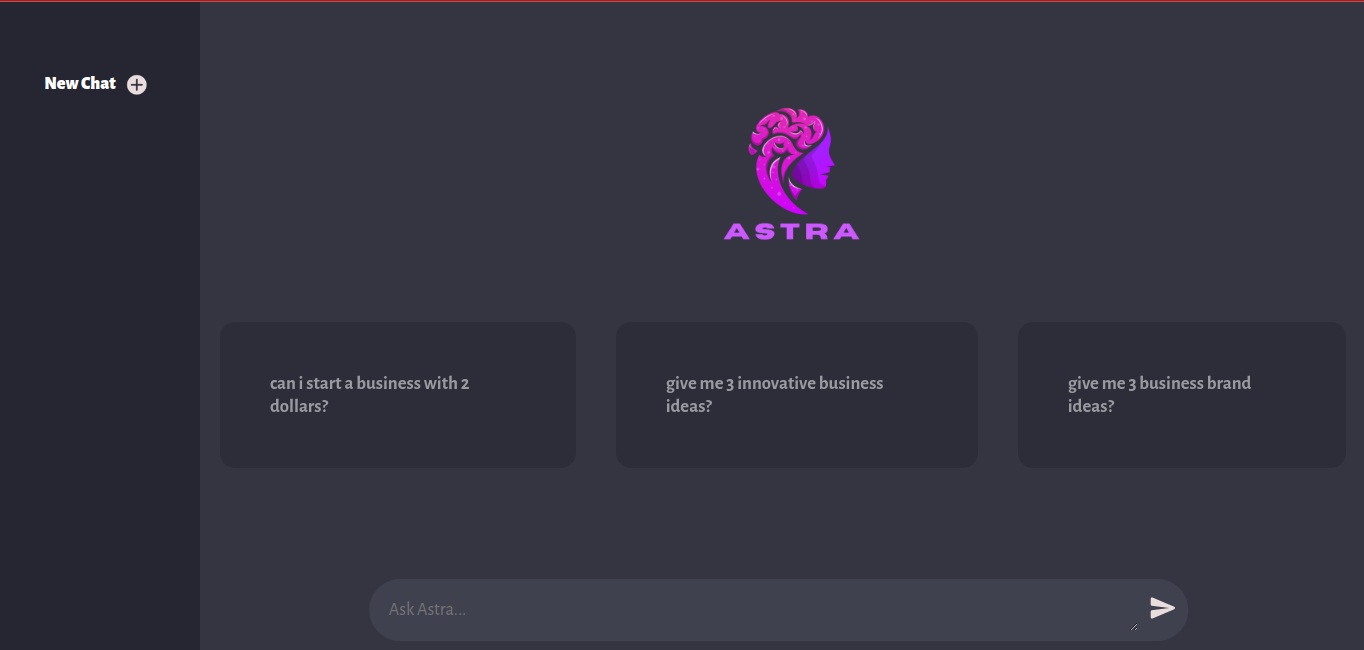 New Chat
ASTRA
can i start a business with 2
dollars?
give me 3 innovative business
ideas?
give me 3 business brand
ideas?
Ask Astra...